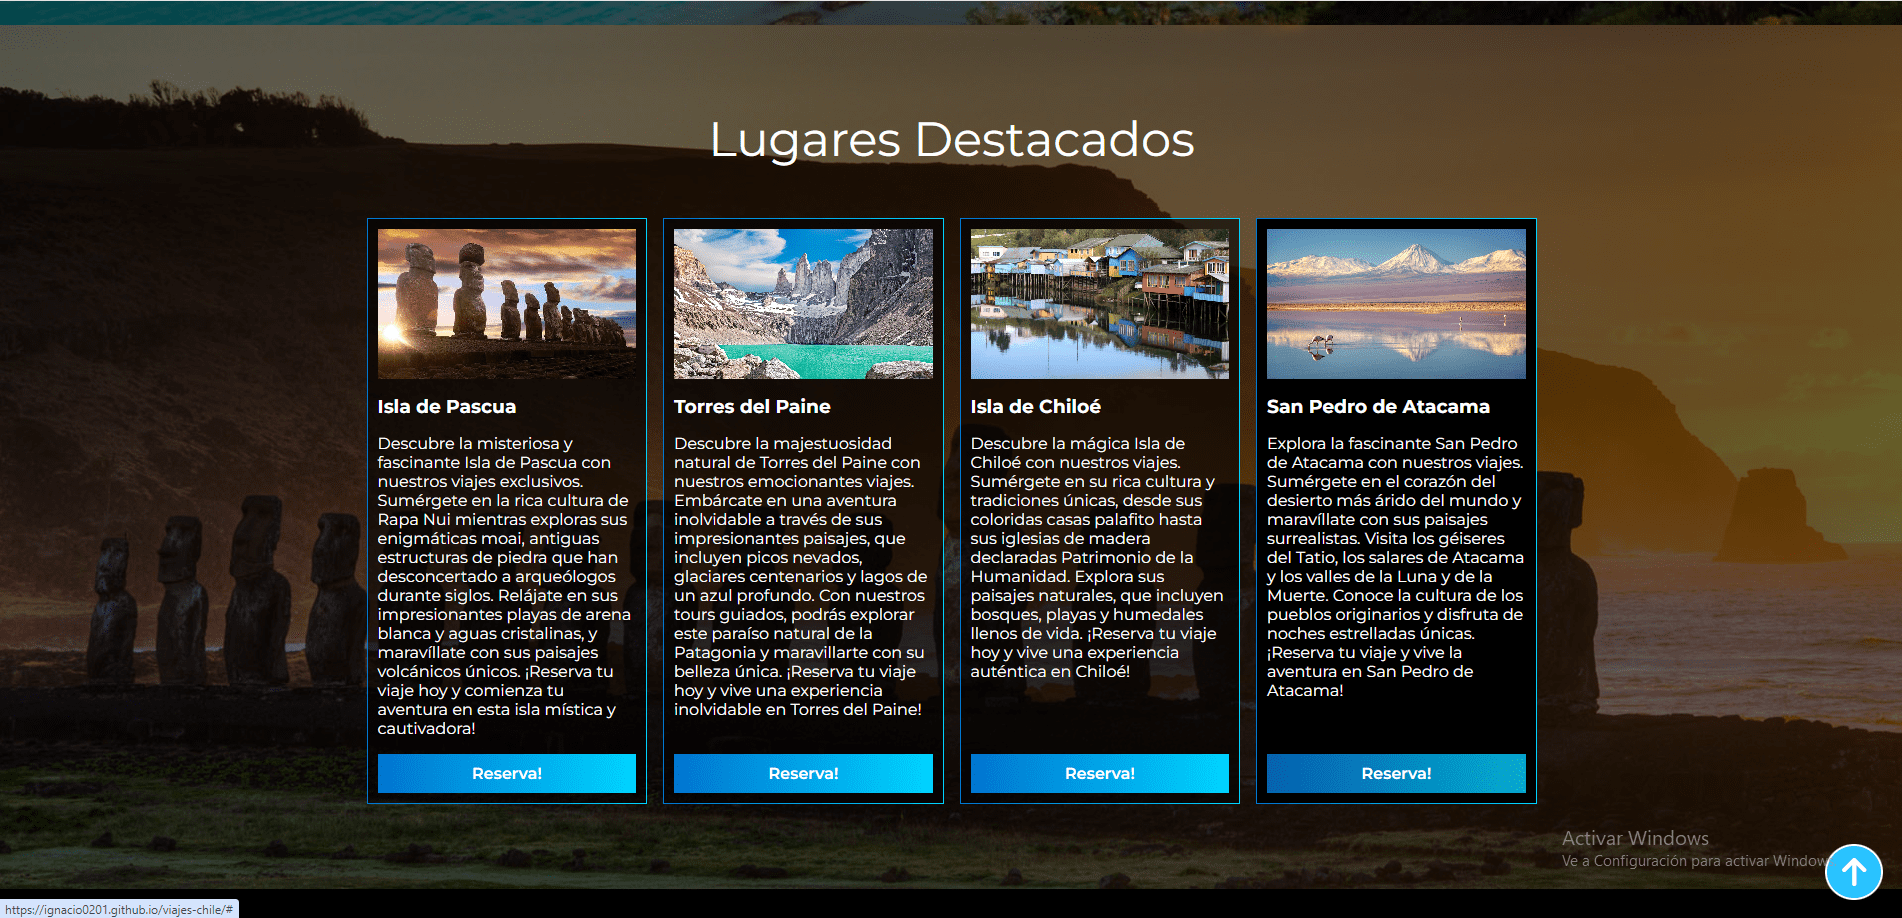 Lugares Destacados
Isla de Pascua
Descubre la misteriosa y
fascinante Isla de Pascua con
nuestros viajes exclusivos.
Sumérgete en la rica cultura de
Rapa Nui mientras exploras sus
enigmáticas moai, antiguas
estructuras de piedra que han
desconcertado a arqueólogos
durante siglos. Relájate en sus
impresionantes playas de arena
blanca y aguas cristalinas, y
maravíllate con sus paisajes
volcánicos únicos. ¡Reserva tu
viaje hoy y comienza tu
aventura en esta isla mística y
cautivadora!
Reserva!
Torres del Paine
Descubre la majestuosidad
natural de Torres del Paine con
nuestros emocionantes viajes.
Embárcate en una aventura
inolvidable a través de sus
impresionantes paisajes, que
incluyen picos nevados,
glaciares centenarios y lagos de
un azul profundo. Con nuestros
tours guiados, podrás explorar
este paraíso natural de la
Patagonia y maravillarte con su
belleza única. ¡Reserva tu viaje
hoy y vive una experiencia
inolvidable en Torres del Paine!
Reserva!
Isla de Chiloé
Descubre la mágica Isla de
Chiloé con nuestros viajes.
Sumérgete en su rica cultura y
tradiciones únicas, desde sus
coloridas casas palafito hasta
sus iglesias de madera
declaradas Patrimonio de la
Humanidad. Explora sus
paisajes naturales, que incluyen
bosques, playas y humedales
llenos de vida. ¡Reserva tu viaje
hoy y vive una experiencia
auténtica en Chiloé!
Reserva!
San Pedro de Atacama
Explora la fascinante San Pedro
de Atacama con nuestros viajes.
Sumérgete en el corazón del
desierto más árido del mundo y
maravíllate con sus paisajes
surrealistas. Visita los géiseres
del Tatio, los salares de Atacama
y los valles de la Luna y de la
Muerte. Conoce la cultura de los
pueblos originarios y disfruta de
noches estrelladas únicas.
¡Reserva tu viaje y vive la
aventura en San Pedro de
Atacama!
Reserva!
Activar Windows
Ve a Configuración para activar Window
https://ignacio0201.github.io/viajes-chile/#